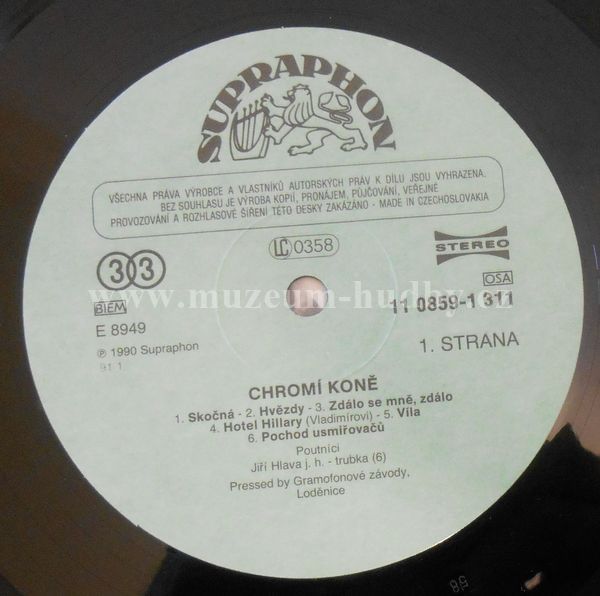 SUPRAPHON
VŠECHNA PRÁVA VÝROBCE A VLASTNÍKŮ AUTORSKÝCH PRÁV K DÍLU JSOU VYHRAZENA.
BEZ SOUHLASU JE VÝROBA KOPIÍ, PRONÁJEM, PŮJČOVÁNÍ, VEŘEJNÉ
PROVOZOVÁNÍ A ROZHLASOVÉ ŠÍŘENÍ TÉTO DESKY ZAKÁZÁNO - MADE IN CZECHOSLOVAKIA
LC 0358
STEREO
33
OSA
www.muzeum-hudby.cz
BIEM
11 0859-1 311
E 8949
1. STRANA
℗ 1990 Supraphon
91 1
CHROMÍ KONĚ
1. Skočná - 2. Hvězdy - 3. Zdálo se mně, zdálo
4. Hotel Hillary (Vladimírovi) - 5. Víla
6. Pochod usmiřovačů
Poutníci
Jiří Hlava j. h. - trubka (6)
Pressed by Gramofonové závody,
Loděnice
58